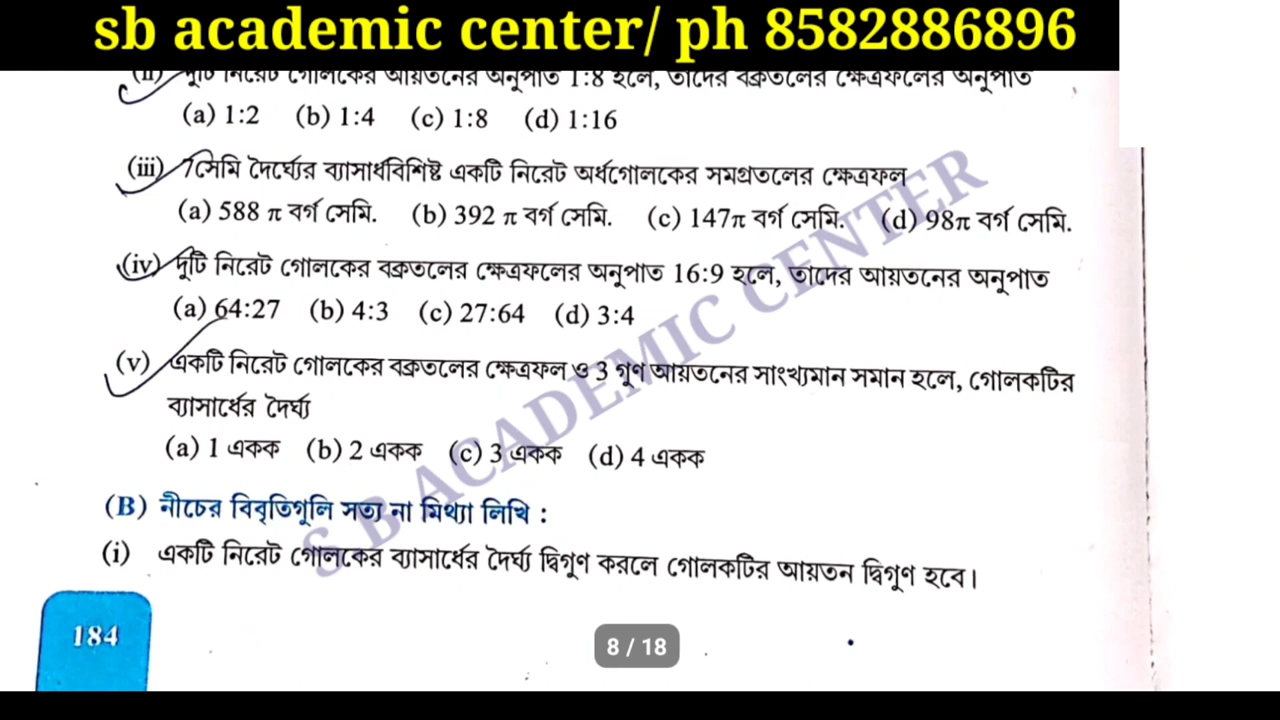 sb academic center/ ph 8582886896
(ii) দুটি নিরেট গোলকের আয়তনের অনুপাত 1:8 হলে, তাদের বক্রতলের ক্ষেত্রফলের অনুপাত
(a) 1:2 (b) 1:4 (c) 1:8 (d) 1:16
(iii) 7সেমি দৈর্ঘ্যের ব্যাসার্ধবিশিষ্ট একটি নিরেট অর্ধগোলকের সমগ্রতলের ক্ষেত্রফল
(a) 588 π বর্গ সেমি. (b) 392 π বর্গ সেমি. (c) 147π বর্গ সেমি. (d) 98π বর্গ সেমি.
(iv) দুটি নিরেট গোলকের বক্রতলের ক্ষেত্রফলের অনুপাত 16:9 হলে, তাদের আয়তনের অনুপাত
(a) 64:27 (b) 4:3 (c) 27:64 (d) 3:4
(v) একটি নিরেট গোলকের বক্রতলের ক্ষেত্রফল ও 3 গুণ আয়তনের সাংখ্যমান সমান হলে, গোলকটির
ব্যাসার্ধের দৈর্ঘ্য
(a) 1 একক (b) 2 একক (c) 3 একক (d) 4 একক
(B) নীচের বিবৃতিগুলি সত্য না মিথ্যা লিখি :
(i) একটি নিরেট গোলকের ব্যাসার্ধের দৈর্ঘ্য দ্বিগুণ করলে গোলকটির আয়তন দ্বিগুণ হবে।
184
8 / 18
S B ACADEMIC CENTER